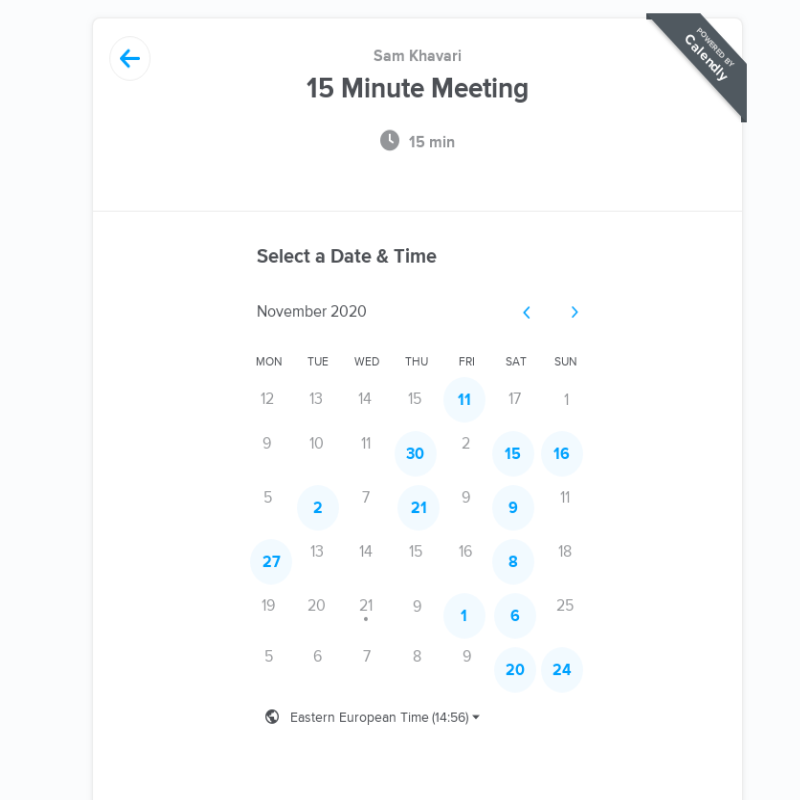 POWERED BY
Calendly
Sam Khavari
15 Minute Meeting
15 min
Select a Date & Time
November 2020
MON TUE WED THU FRI SAT SUN
12 13 14 15 11 17 1
9 10 11 30 2 15 16
5 2 7 21 9 9 11
27 13 14 15 16 8 18
19 20 21 9 1 6 25
5 6 7 8 9 20 24
Eastern European Time (14:56)